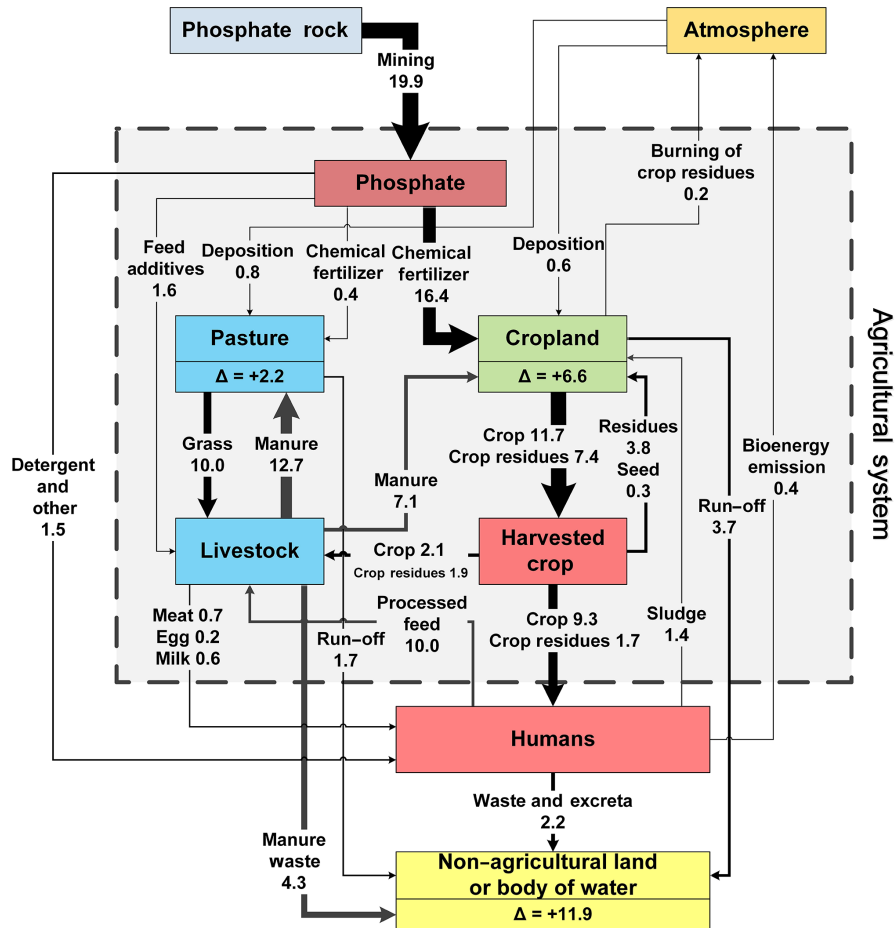 Phosphate rock
Atmosphere
Mining
19.9
Burning of
crop residues
0.2
Phosphate
Feed
additives
1.6
Deposition
0.8
Chemical
fertilizer
0.4
Chemical
fertilizer
16.4
Deposition
0.6
Agricultural system
Pasture
Δ = +2.2
Cropland
Δ = +6.6
Grass
10.0
Manure
12.7
Manure
7.1
Crop 11.7
Crop residues 7.4
Residues
3.8
Seed
0.3
Bioenergy
emission
0.4
Detergent
and
other
1.5
Run–off
3.7
Livestock
Crop 2.1
Crop residues 1.9
Harvested
crop
Meat 0.7
Egg 0.2
Milk 0.6
Run–off
1.7
Processed
feed
10.0
Crop 9.3
Crop residues 1.7
Sludge
1.4
Humans
Waste and excreta
2.2
Manure
waste
4.3
Non–agricultural land
or body of water
Δ = +11.9